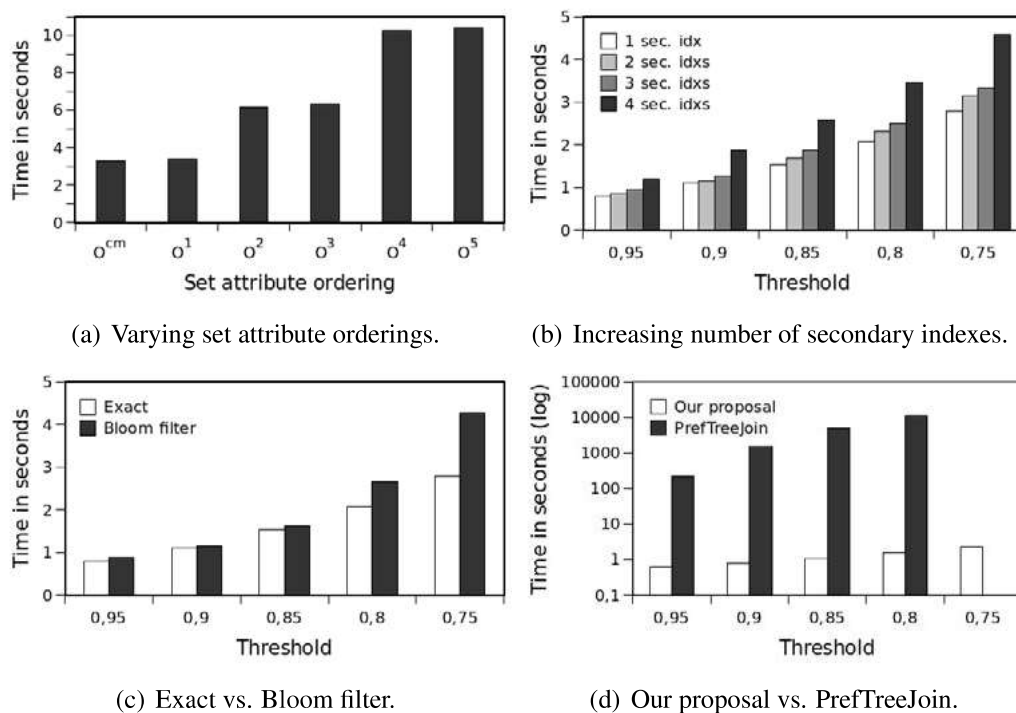 Time in seconds
10
8
6
4
2
0
O^cm O^1 O^2 O^3 O^4 O^5
Set attribute ordering
(a) Varying set attribute orderings.
Time in seconds
5
4
3
2
1
0
1 sec. idx
2 sec. idxs
3 sec. idxs
4 sec. idxs
0,95 0,9 0,85 0,8 0,75
Threshold
(b) Increasing number of secondary indexes.
Time in seconds
5
4
3
2
1
0
Exact
Bloom filter
0,95 0,9 0,85 0,8 0,75
Threshold
(c) Exact vs. Bloom filter.
Time in seconds (log)
100000
10000
1000
100
10
1
0,1
Our proposal
PrefTreeJoin
0,95 0,9 0,85 0,8 0,75
Threshold
(d) Our proposal vs. PrefTreeJoin.